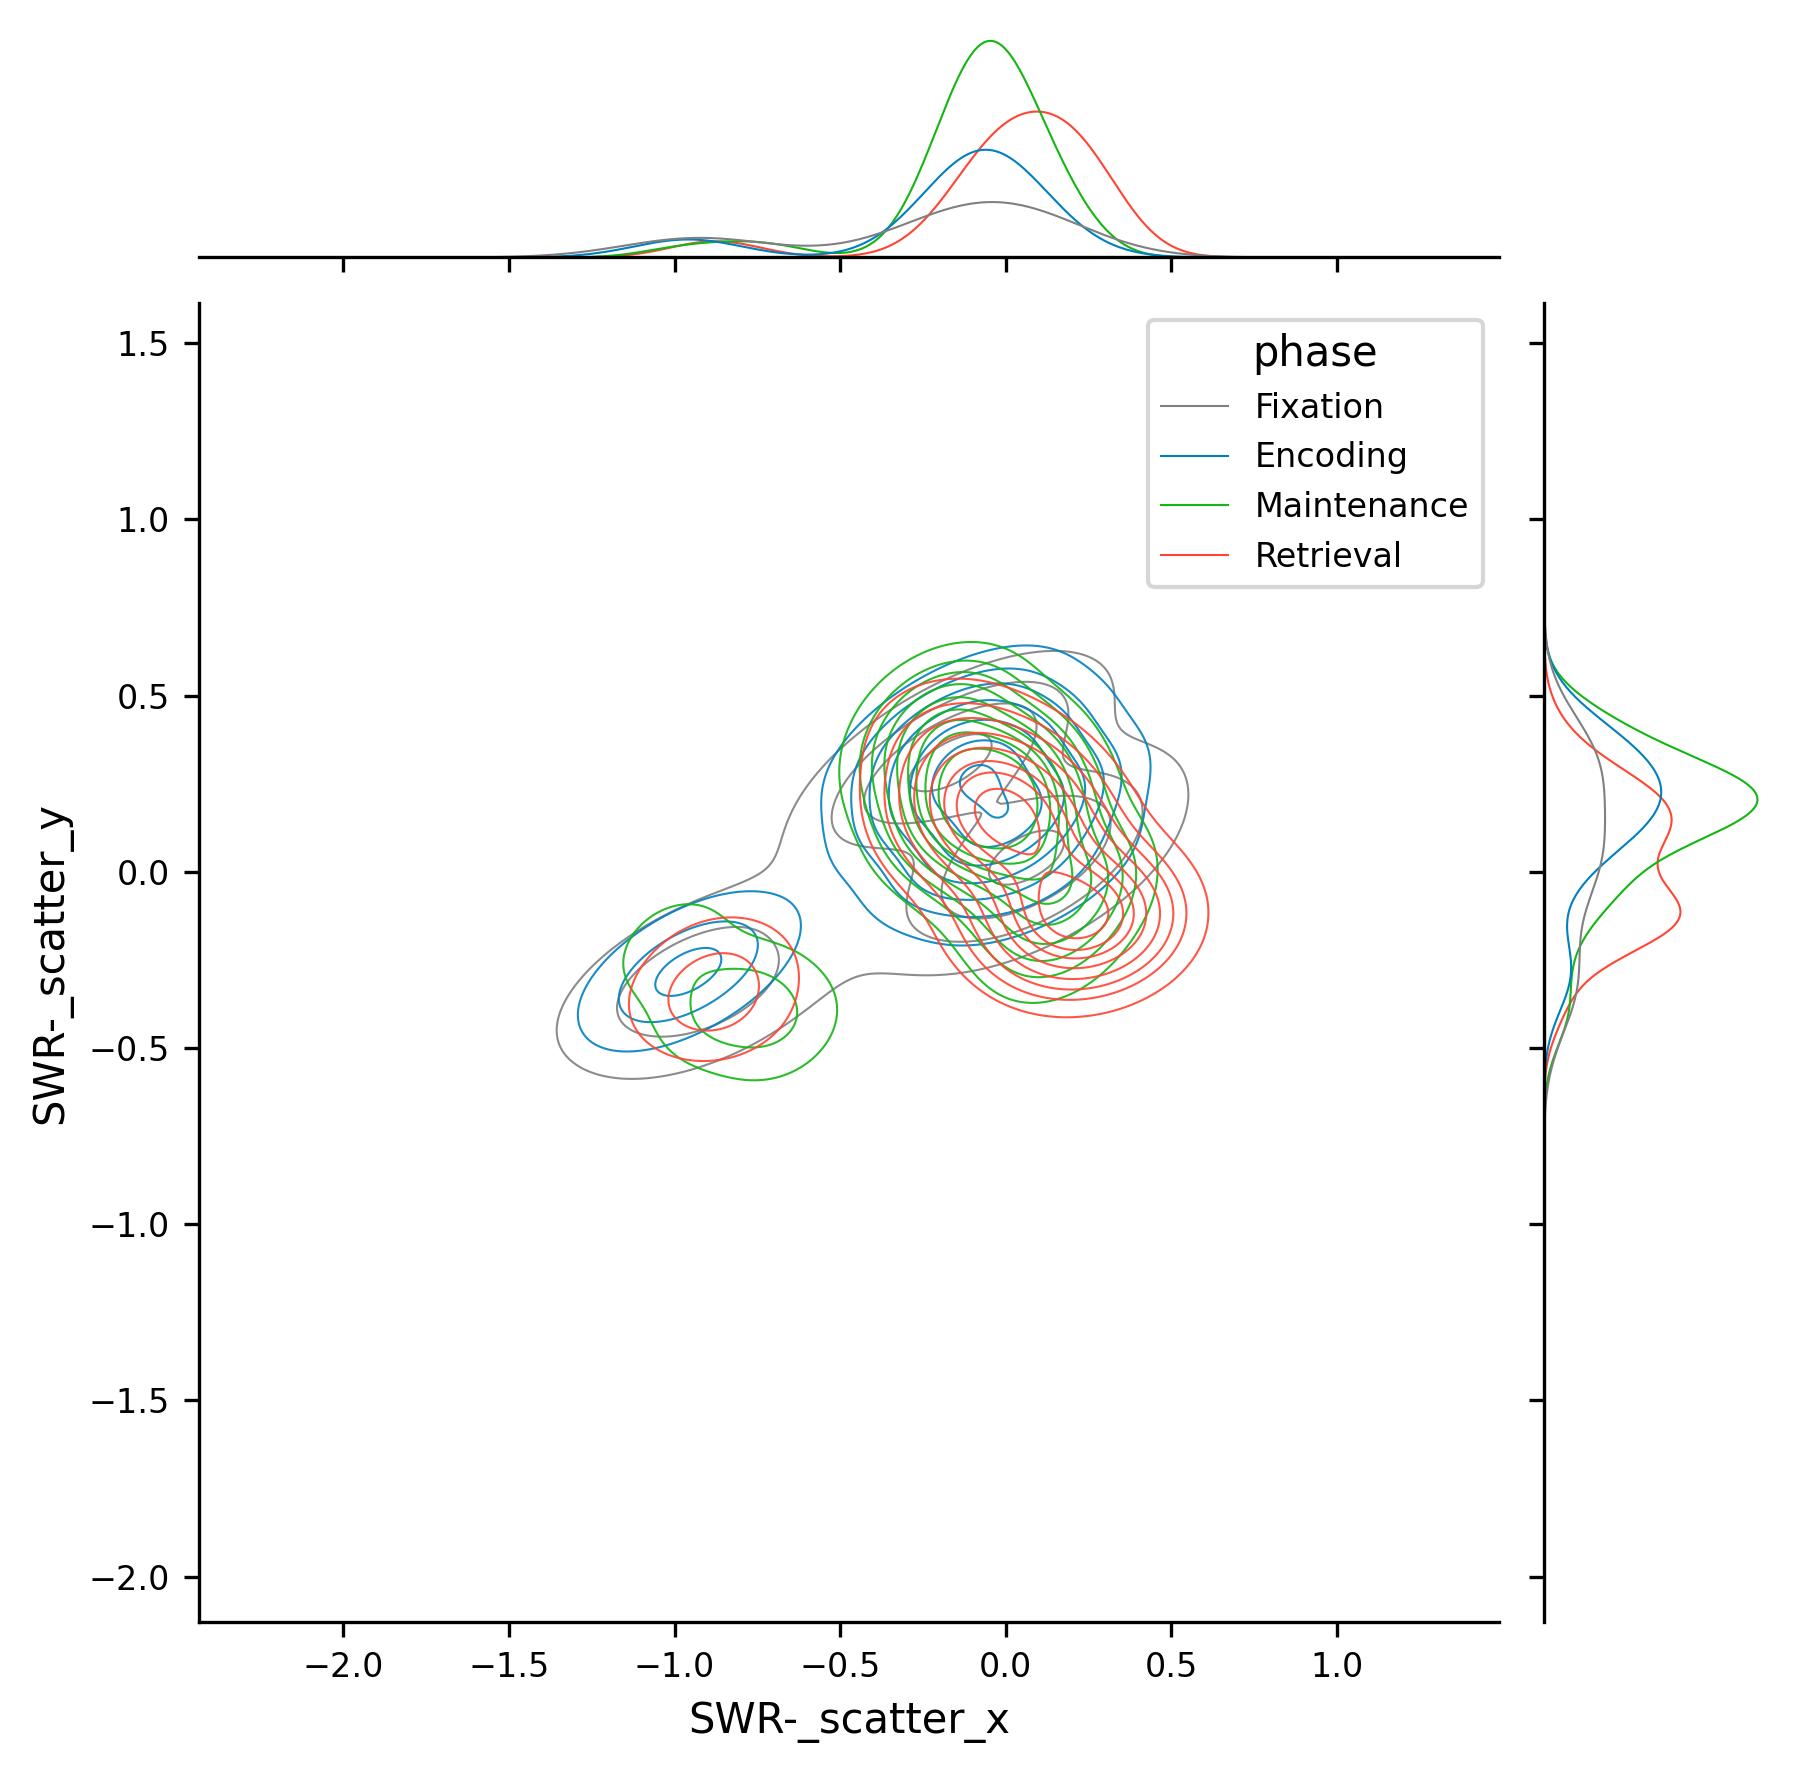 phase
Fixation
Encoding
Maintenance
Retrieval
1.5
1.0
0.5
0.0
−0.5
−1.0
−1.5
−2.0
SWR-_scatter_y
−2.0 −1.5 −1.0 −0.5 0.0 0.5 1.0
SWR-_scatter_x